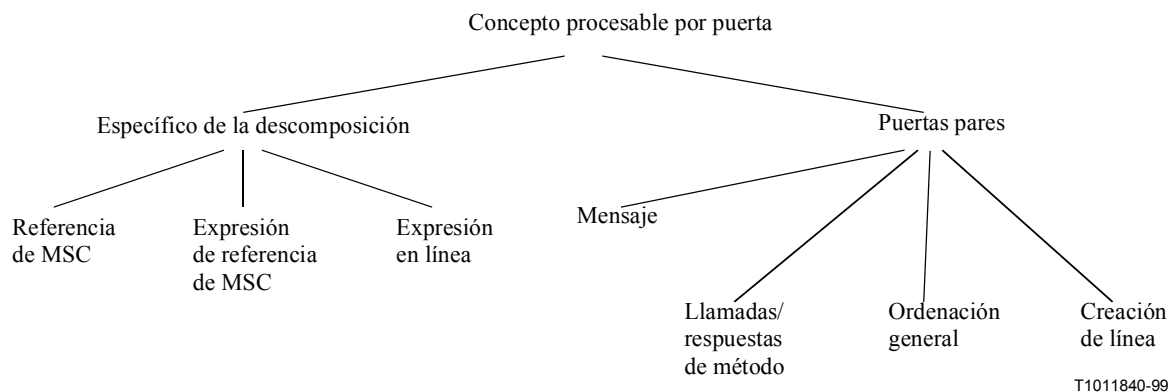 Concepto procesable por puerta
Específico de la descomposición
Puertas pares
Referencia
de MSC
Expresión
de referencia
de MSC
Expresión
en línea
Mensaje
Llamadas/
respuestas
de método
Ordenación
general
Creación
de línea
T1011840-99